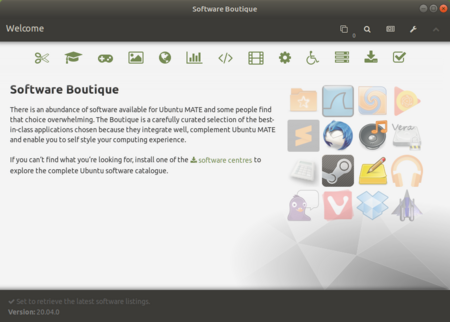 Software Boutique
Welcome
0
Software Boutique
There is an abundance of software available for Ubuntu MATE and some people find
that choice overwhelming. The Boutique is a carefully curated selection of the best-
in-class applications chosen because they integrate well, complement Ubuntu MATE
and enable you to self style your computing experience.
If you can't find what you're looking for, install one of the software centres to
explore the complete Ubuntu software catalogue.
Vera
Set to retrieve the latest software listings.
Version: 20.04.0